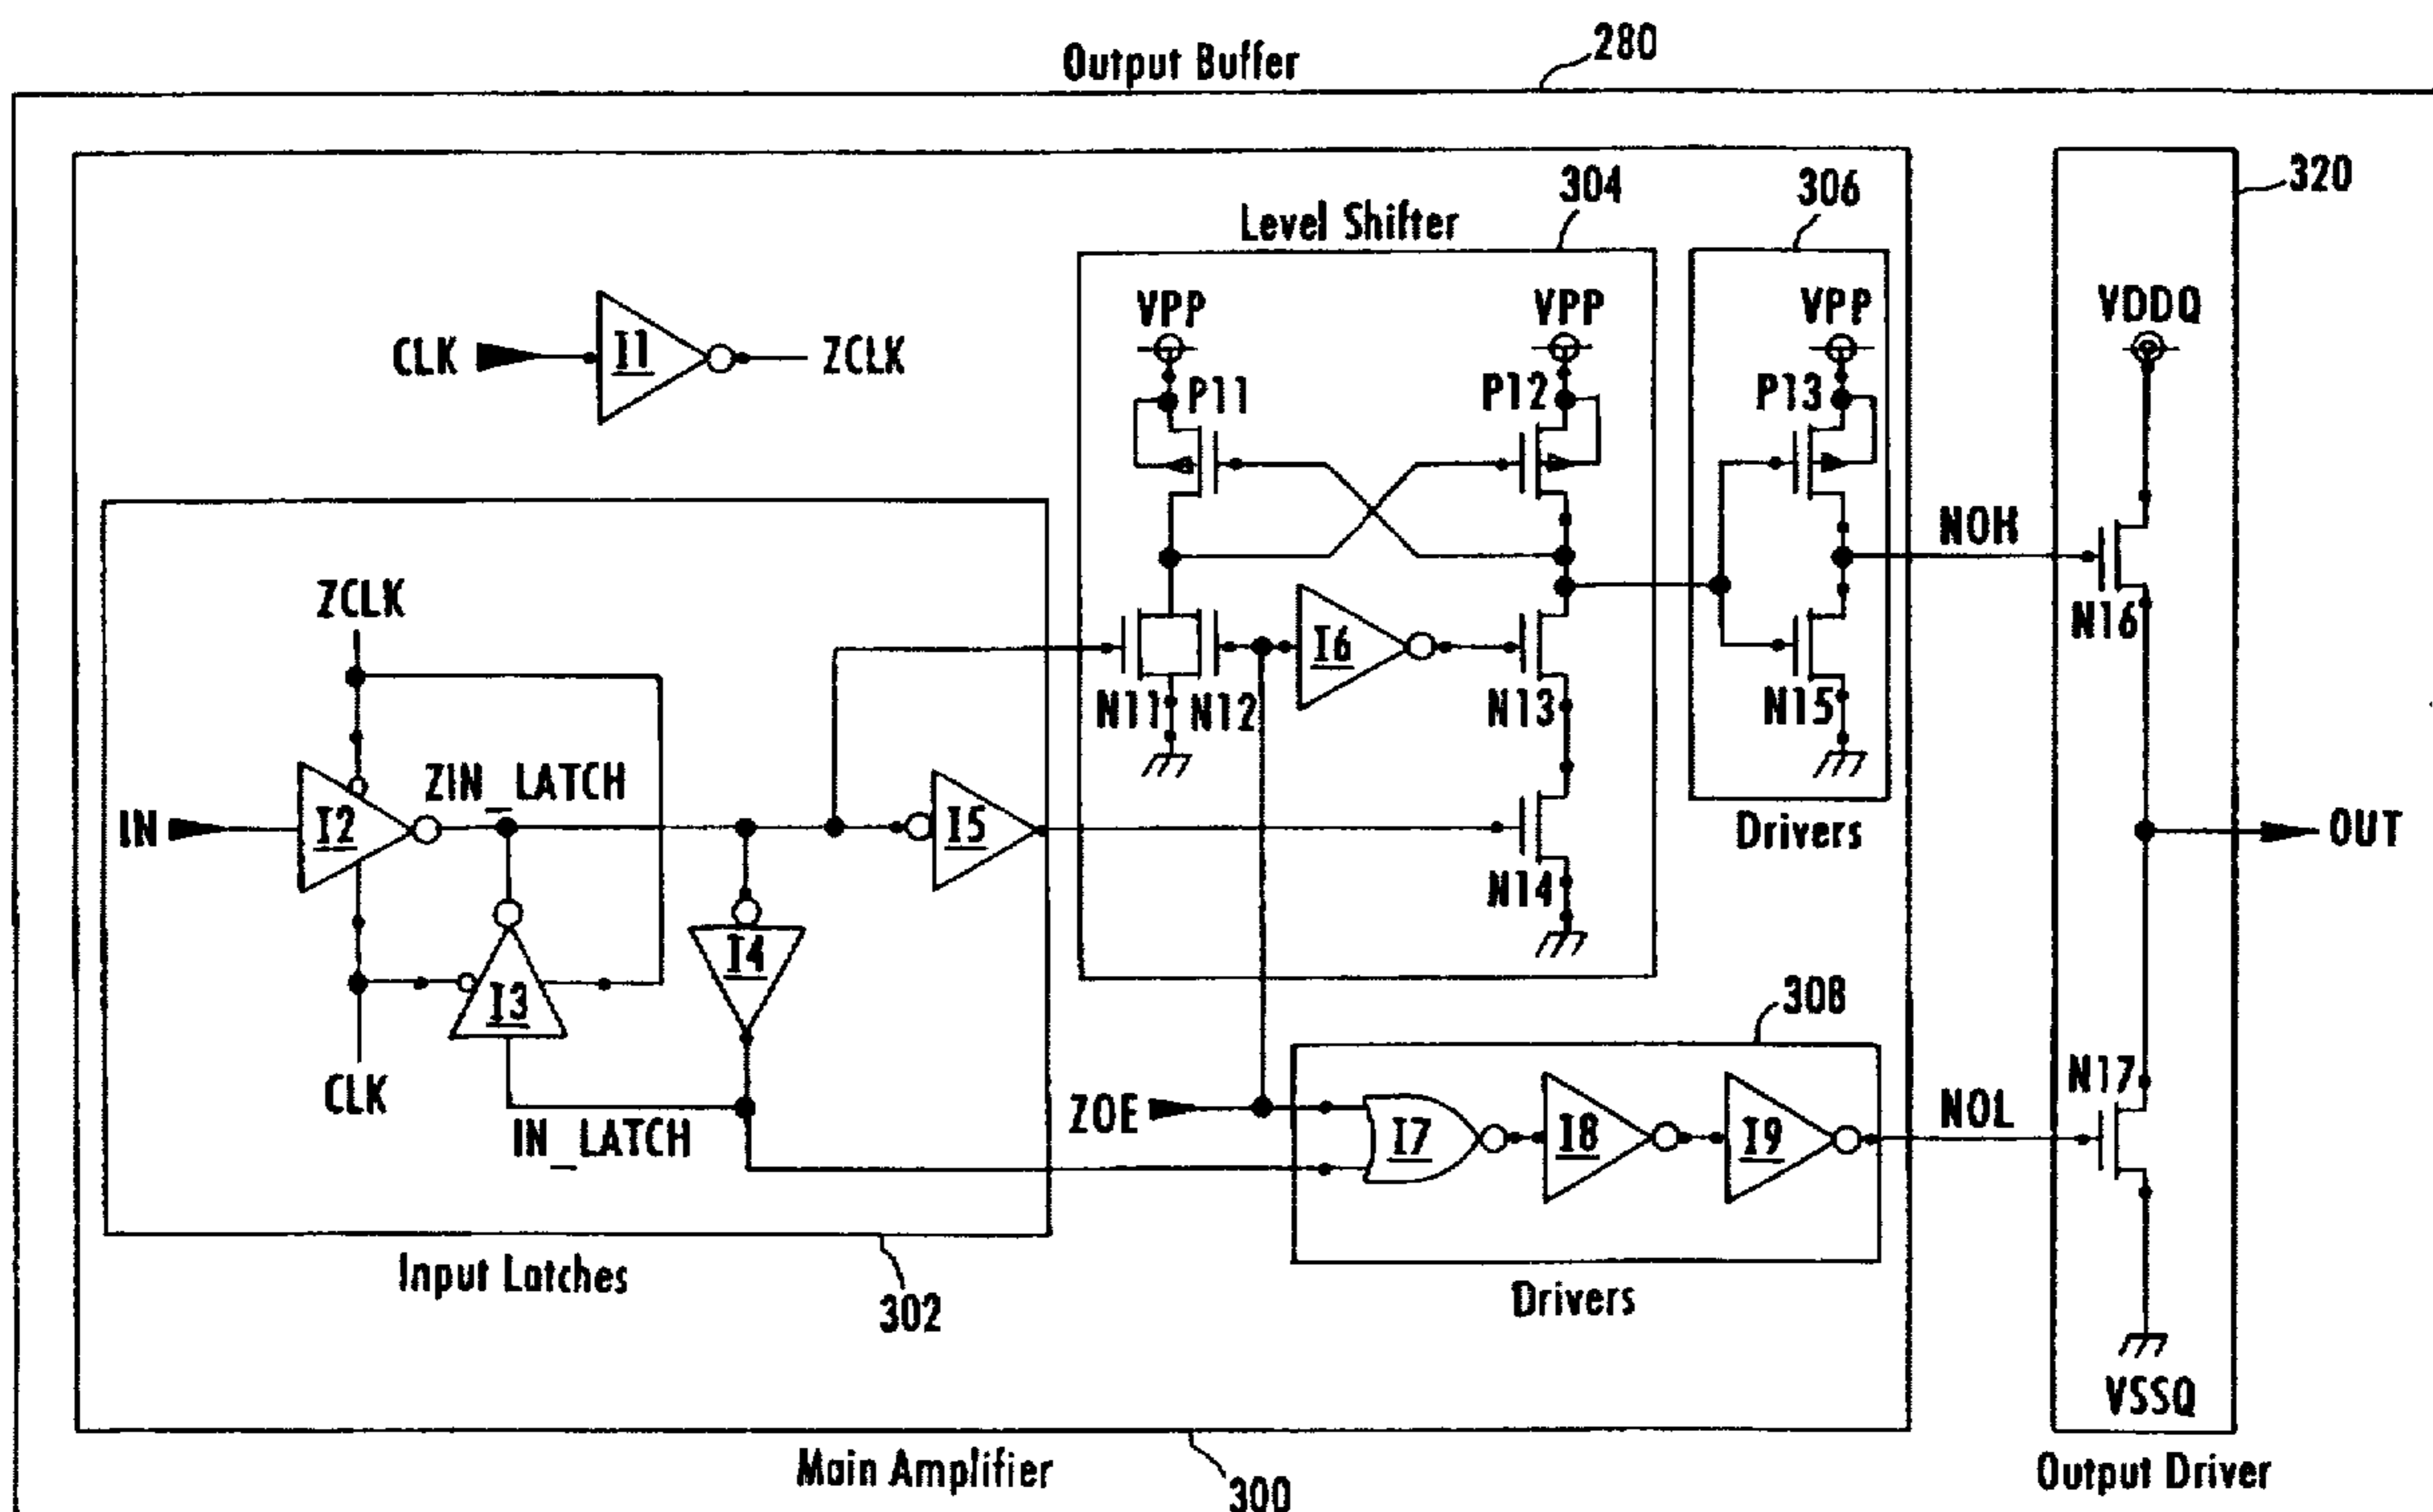 Output Buffer
280
320
304
306
Level Shifter
VPP
VPP
VPP
VDDQ
CLK
I1
ZCLK
P11
P12
P13
NOH
N16
ZCLK
I6
N11
N12
N13
N15
IN
I2
ZIN_LATCH
I5
Drivers
OUT
N14
I4
I3
308
CLK
IN_LATCH
ZOE
I7
I8
I9
NOL
N17
Input Latches
302
Drivers
VSSQ
Main Amplifier
300
Output Driver